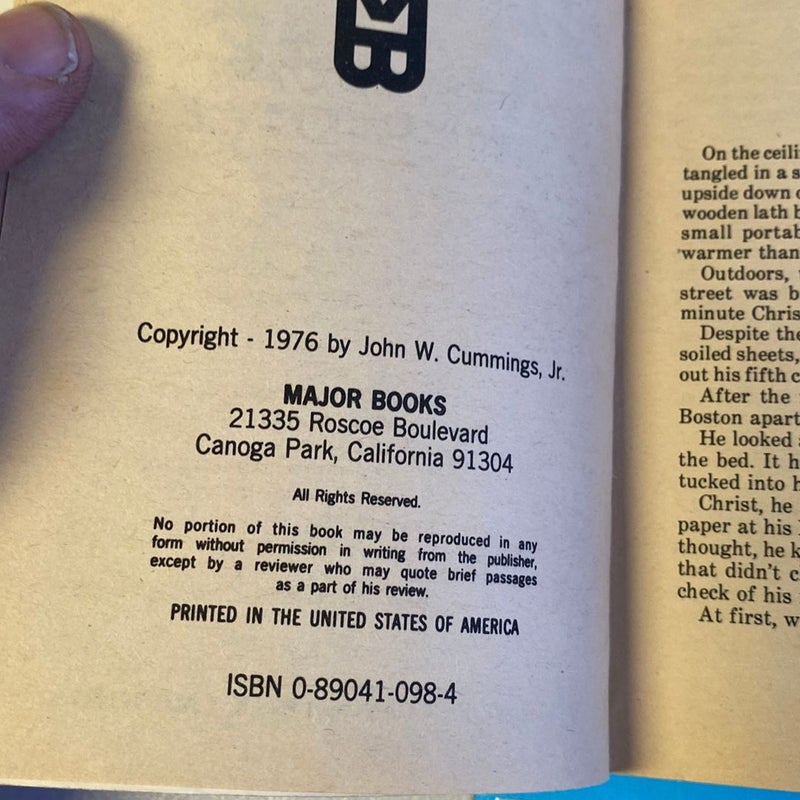 MB
Copyright - 1976 by John W. Cummings, Jr.
MAJOR BOOKS
21335 Roscoe Boulevard
Canoga Park, California 91304
All Rights Reserved.
No portion of this book may be reproduced in any
form without permission in writing from the publisher,
except by a reviewer who may quote brief passages
as a part of his review.
PRINTED IN THE UNITED STATES OF AMERICA
ISBN 0-89041-098-4
On the
tangled in a
upside down
wooden lath
small
warmer than
Outdoors,
street was
minute
Despite the
soiled sheets,
out his fifth
After the
Boston
He looked
the bed. It
tucked into
Christ, he
paper at his
thought, he
that didn't
check of his
At first,